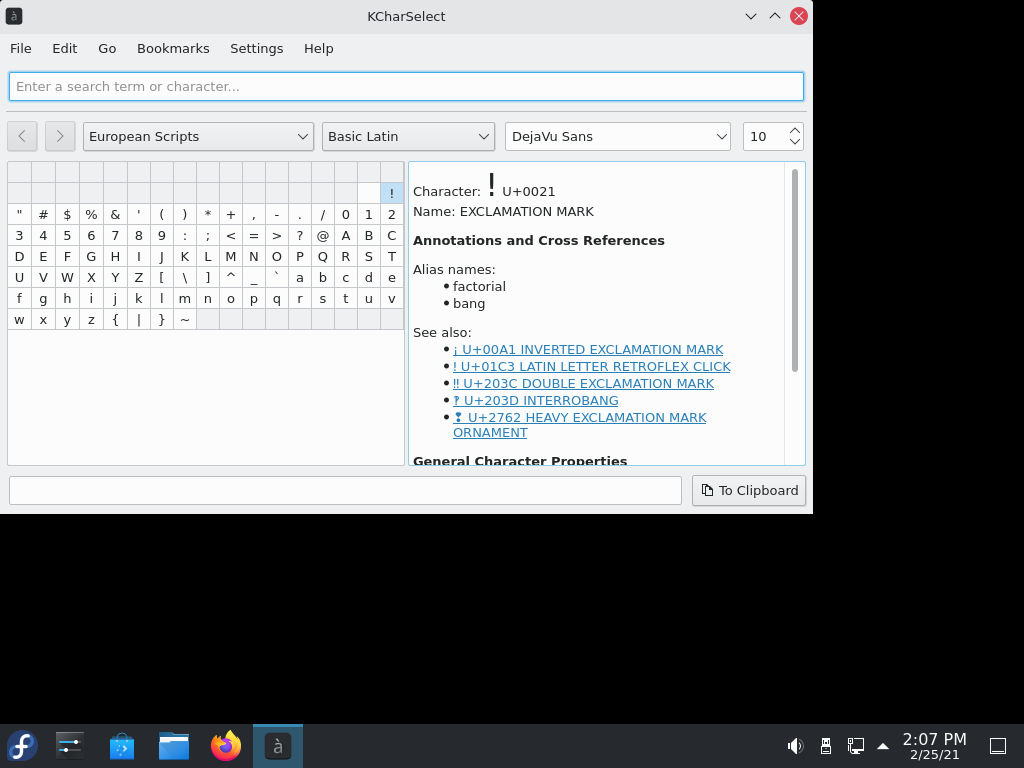 KCharSelect
File Edit Go Bookmarks Settings Help
Enter a search term or character...
European Scripts Basic Latin DejaVu Sans 10
!
" # $ % & ' ( ) * + , - . / 0 1 2
3 4 5 6 7 8 9 : ; < = > ? @ A B C
D E F G H I J K L M N O P Q R S T
U V W X Y Z [ \ ] ^ _ ` a b c d e
f g h i j k l m n o p q r s t u v
w x y z { | } ~
Character: ! U+0021
Name: EXCLAMATION MARK
Annotations and Cross References
Alias names:
• factorial
• bang
See also:
• ¡ U+00A1 INVERTED EXCLAMATION MARK
• ǃ U+01C3 LATIN LETTER RETROFLEX CLICK
• ‼ U+203C DOUBLE EXCLAMATION MARK
• ‽ U+203D INTERROBANG
• ❢ U+2762 HEAVY EXCLAMATION MARK
ORNAMENT
General Character Properties
To Clipboard
à
2:07 PM
2/25/21